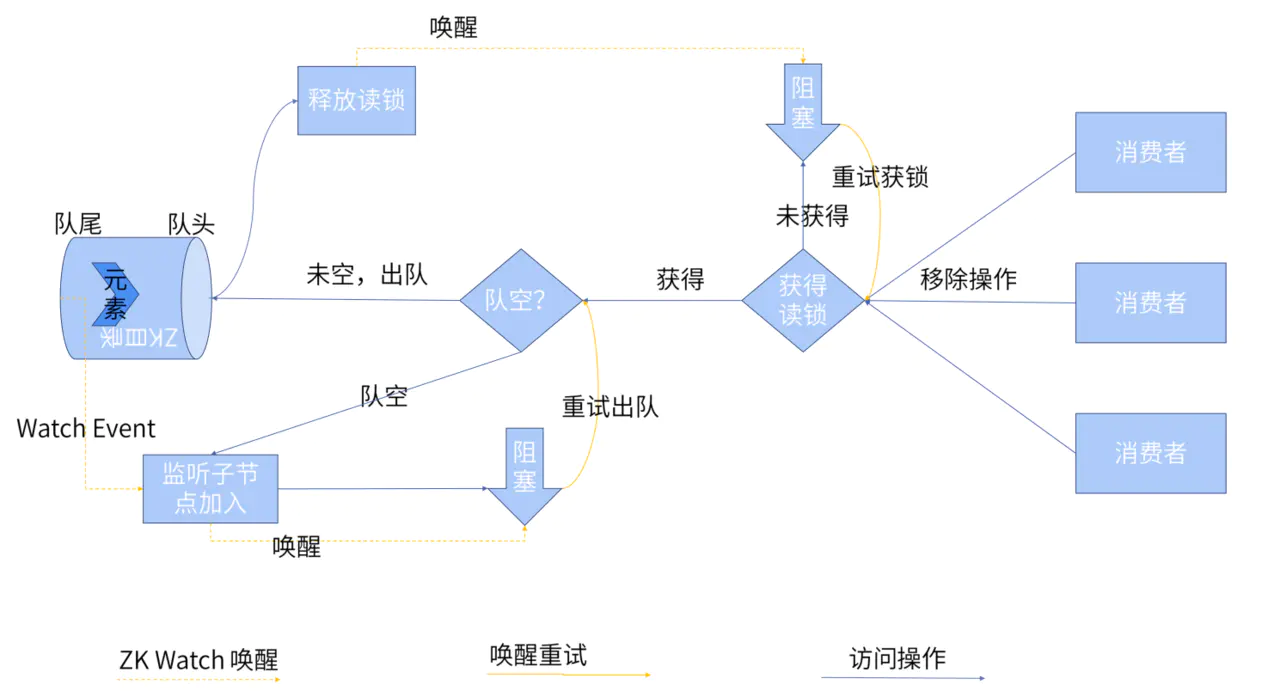 唤醒
释放读锁
阻
塞
消费者
重试获锁
未获得
队尾
队头
元
素
ZK目录
未空，出队
队空?
获得
获得
读锁
移除操作
消费者
队空
重试出队
Watch Event
监听子节
点加入
阻
塞
消费者
唤醒
ZK Watch 唤醒
唤醒重试
访问操作